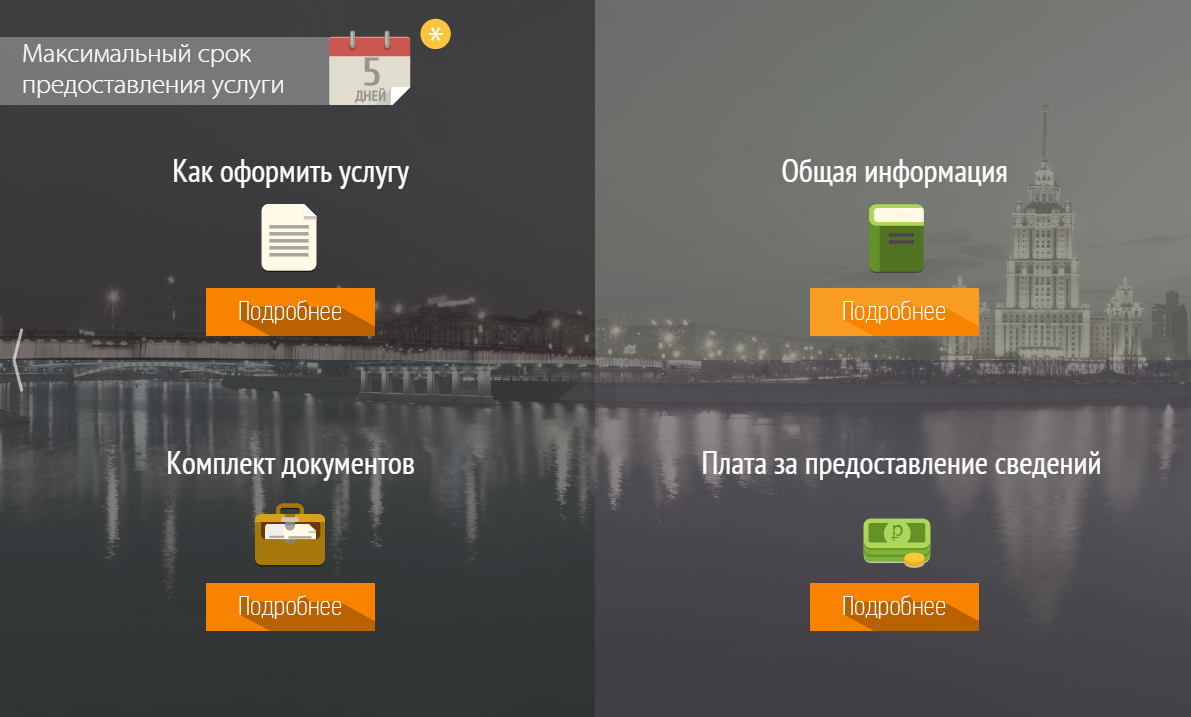 Максимальный срок
предоставления услуги
5
ДНЕЙ
*
Как оформить услугу
Подробнее
Общая информация
Подробнее
Комплект документов
Подробнее
Плата за предоставление сведений
Подробнее